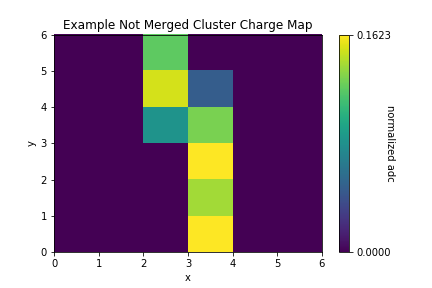 Example Not Merged Cluster Charge Map
6
5
4
3
2
1
0
y
0 1 2 3 4 5 6
x
0.1623
0.0000
normalized adc